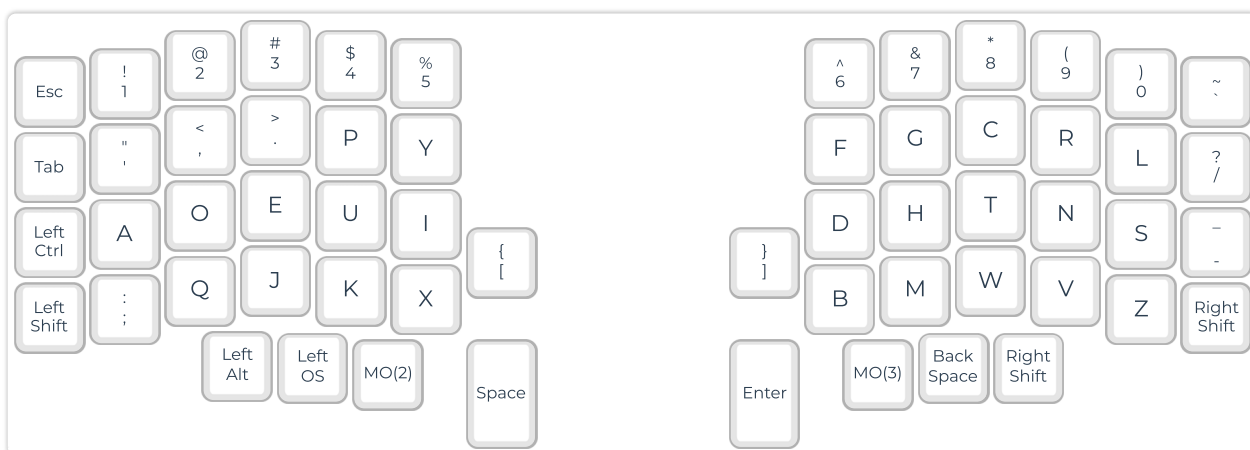 Esc
!
1
@
2
#
3
$
4
%
5
^
6
&
7
*
8
(
9
)
0
~
`
Tab
"
'
<
,
>
.
P
Y
F
G
C
R
L
?
/
Left
Ctrl
A
O
E
U
I
{
[
}
]
D
H
T
N
S
_
-
Left
Shift
:
;
Q
J
K
X
B
M
W
V
Z
Right
Shift
Left
Alt
Left
OS
MO(2)
Space
Enter
MO(3)
Back
Space
Right
Shift